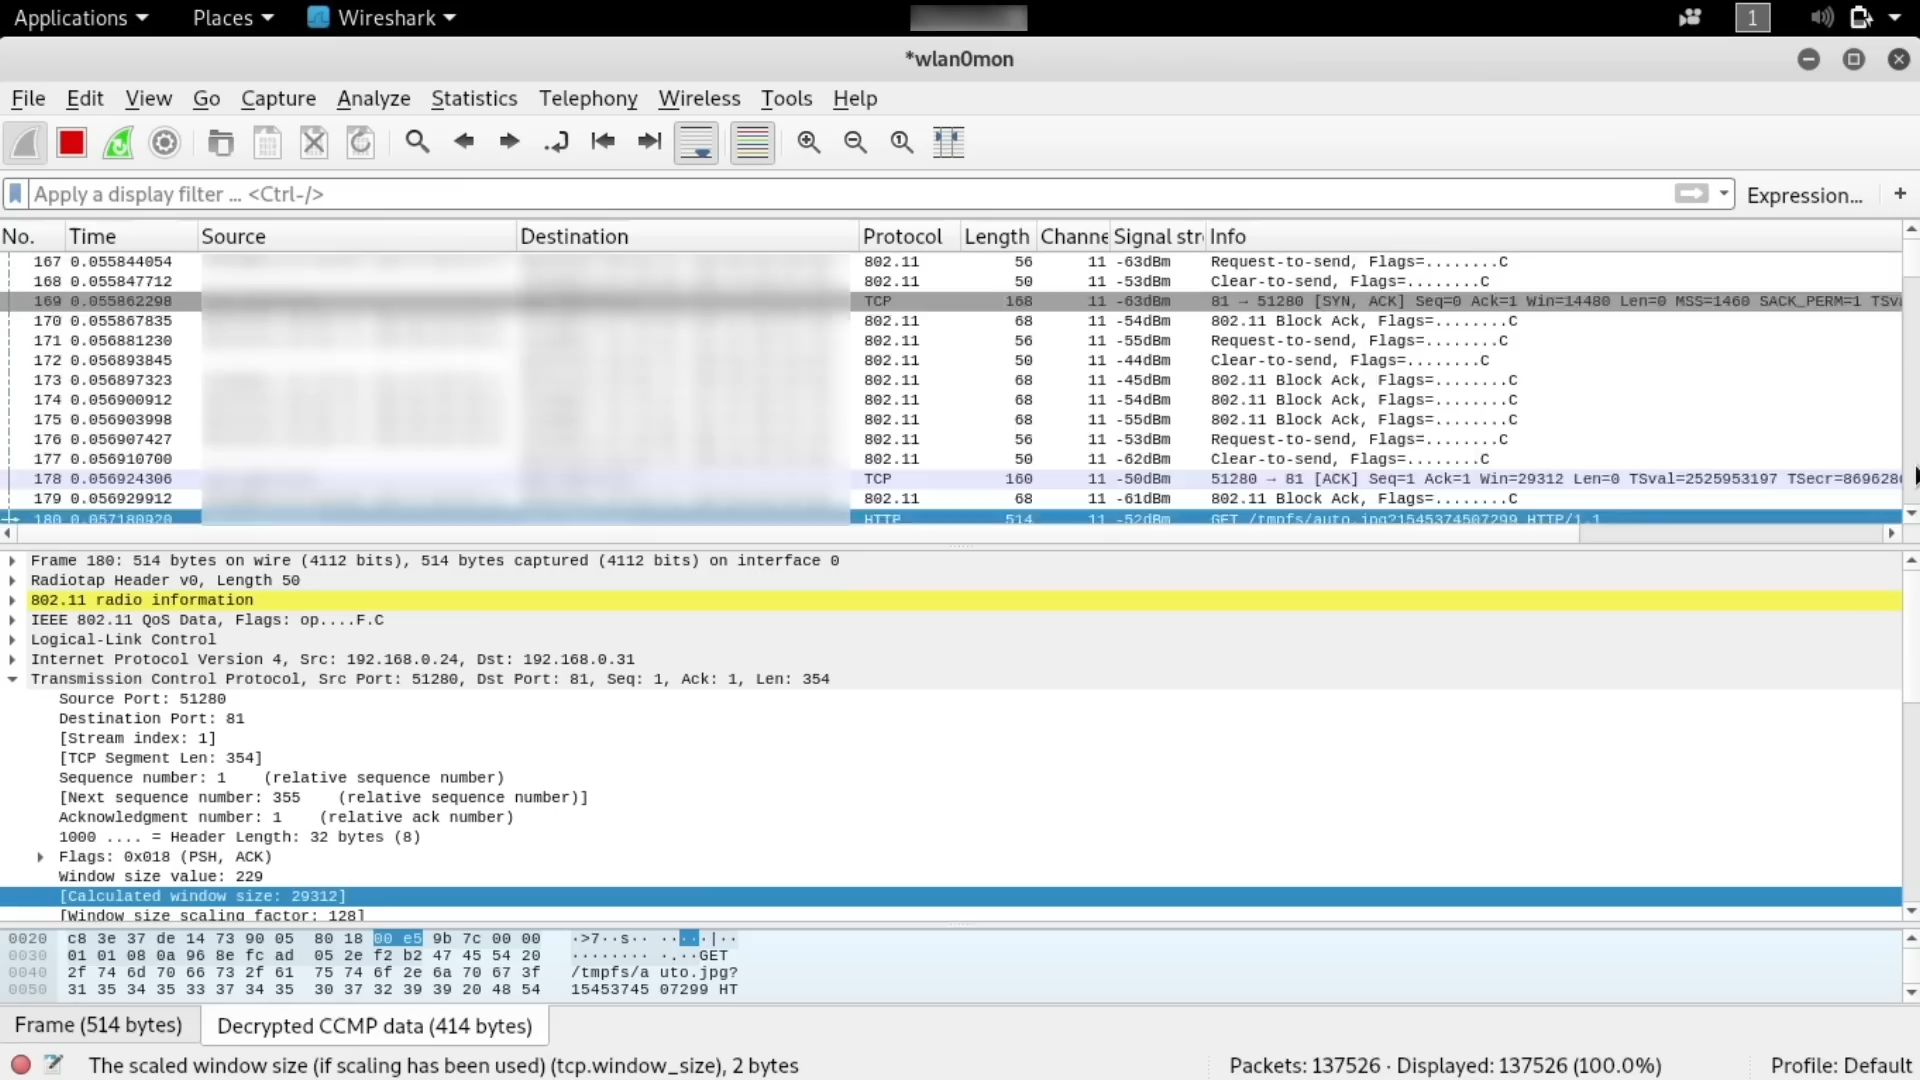 Applications Places Wireshark 1
*wlan0mon
File Edit View Go Capture Analyze Statistics Telephony Wireless Tools Help
Apply a display filter ... <Ctrl-/> Expression... +
No. Time Source Destination Protocol Length Channe Signal str Info
167 0.055844054 802.11 56 11 -63dBm Request-to-send, Flags=........C
168 0.055847712 802.11 50 11 -53dBm Clear-to-send, Flags=........C
169 0.055862298 TCP 168 11 -63dBm 81 → 51280 [SYN, ACK] Seq=0 Ack=1 Win=14480 Len=0 MSS=1460 SACK_PERM=1 TSva
170 0.055867835 802.11 68 11 -54dBm 802.11 Block Ack, Flags=........C
171 0.056881230 802.11 56 11 -55dBm Request-to-send, Flags=........C
172 0.056893845 802.11 50 11 -44dBm Clear-to-send, Flags=........C
173 0.056897323 802.11 68 11 -45dBm 802.11 Block Ack, Flags=........C
174 0.056900912 802.11 68 11 -54dBm 802.11 Block Ack, Flags=........C
175 0.056903998 802.11 68 11 -55dBm 802.11 Block Ack, Flags=........C
176 0.056907427 802.11 56 11 -53dBm Request-to-send, Flags=........C
177 0.056910700 802.11 50 11 -62dBm Clear-to-send, Flags=........C
178 0.056924306 TCP 160 11 -50dBm 51280 → 81 [ACK] Seq=1 Ack=1 Win=29312 Len=0 TSval=2525953197 TSecr=8696280
179 0.056929912 802.11 68 11 -61dBm 802.11 Block Ack, Flags=........C
180 0.057180920 HTTP 514 11 -52dBm GET /tmpfs/auto.jpg?1545374507299 HTTP/1.1
Frame 180: 514 bytes on wire (4112 bits), 514 bytes captured (4112 bits) on interface 0
Radiotap Header v0, Length 50
802.11 radio information
IEEE 802.11 QoS Data, Flags: op....F.C
Logical-Link Control
Internet Protocol Version 4, Src: 192.168.0.24, Dst: 192.168.0.31
Transmission Control Protocol, Src Port: 51280, Dst Port: 81, Seq: 1, Ack: 1, Len: 354
Source Port: 51280
Destination Port: 81
[Stream index: 1]
[TCP Segment Len: 354]
Sequence number: 1 (relative sequence number)
[Next sequence number: 355 (relative sequence number)]
Acknowledgment number: 1 (relative ack number)
1000 .... = Header Length: 32 bytes (8)
Flags: 0x018 (PSH, ACK)
Window size value: 229
[Calculated window size: 29312]
[Window size scaling factor: 128]
0020 c8 3e 37 de 14 73 90 05 80 18 00 e5 9b 7c 00 00 ·>7··s·· ·····|··
0030 01 01 08 0a 96 8e fc ad 05 2e f2 b2 47 45 54 20 ········ ·.··GET
0040 2f 74 6d 70 66 73 2f 61 75 74 6f 2e 6a 70 67 3f /tmpfs/a uto.jpg?
0050 31 35 34 35 33 37 34 35 30 37 32 39 39 20 48 54 15453745 07299 HT
Frame (514 bytes) Decrypted CCMP data (414 bytes)
The scaled window size (if scaling has been used) (tcp.window_size), 2 bytes Packets: 137526 · Displayed: 137526 (100.0%) Profile: Default